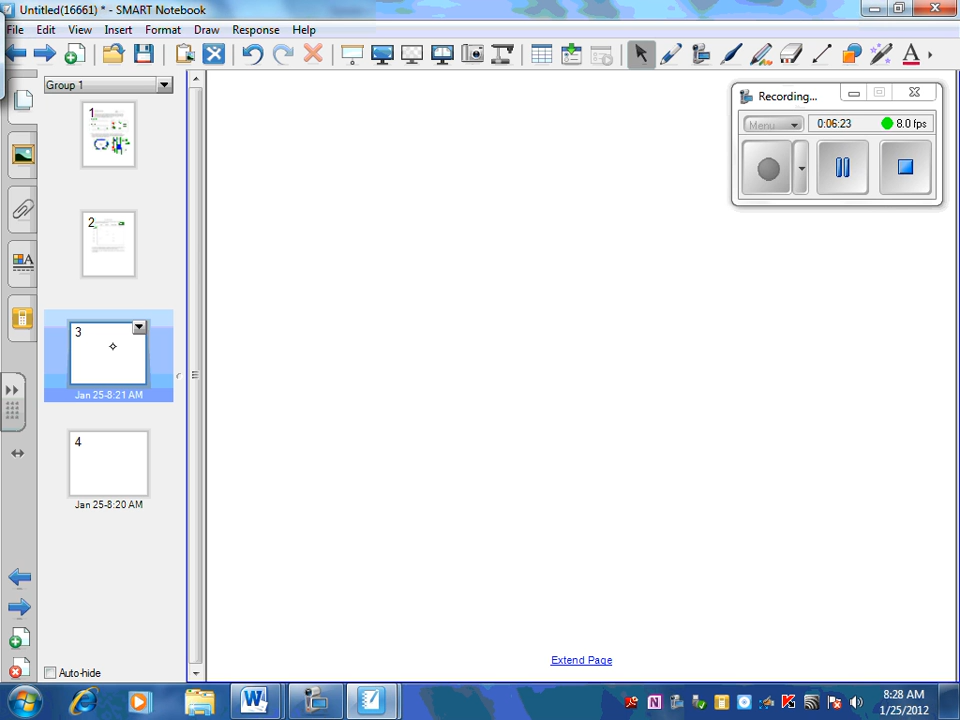 Untitled(16661) * - SMART Notebook
File Edit View Insert Format Draw Response Help
Group 1
Recording...
Menu
0:06:23
8.0 fps
1
2
3
Jan 25-8:21 AM
4
Jan 25-8:20 AM
Extend Page
Auto-hide
8:28 AM
1/25/2012